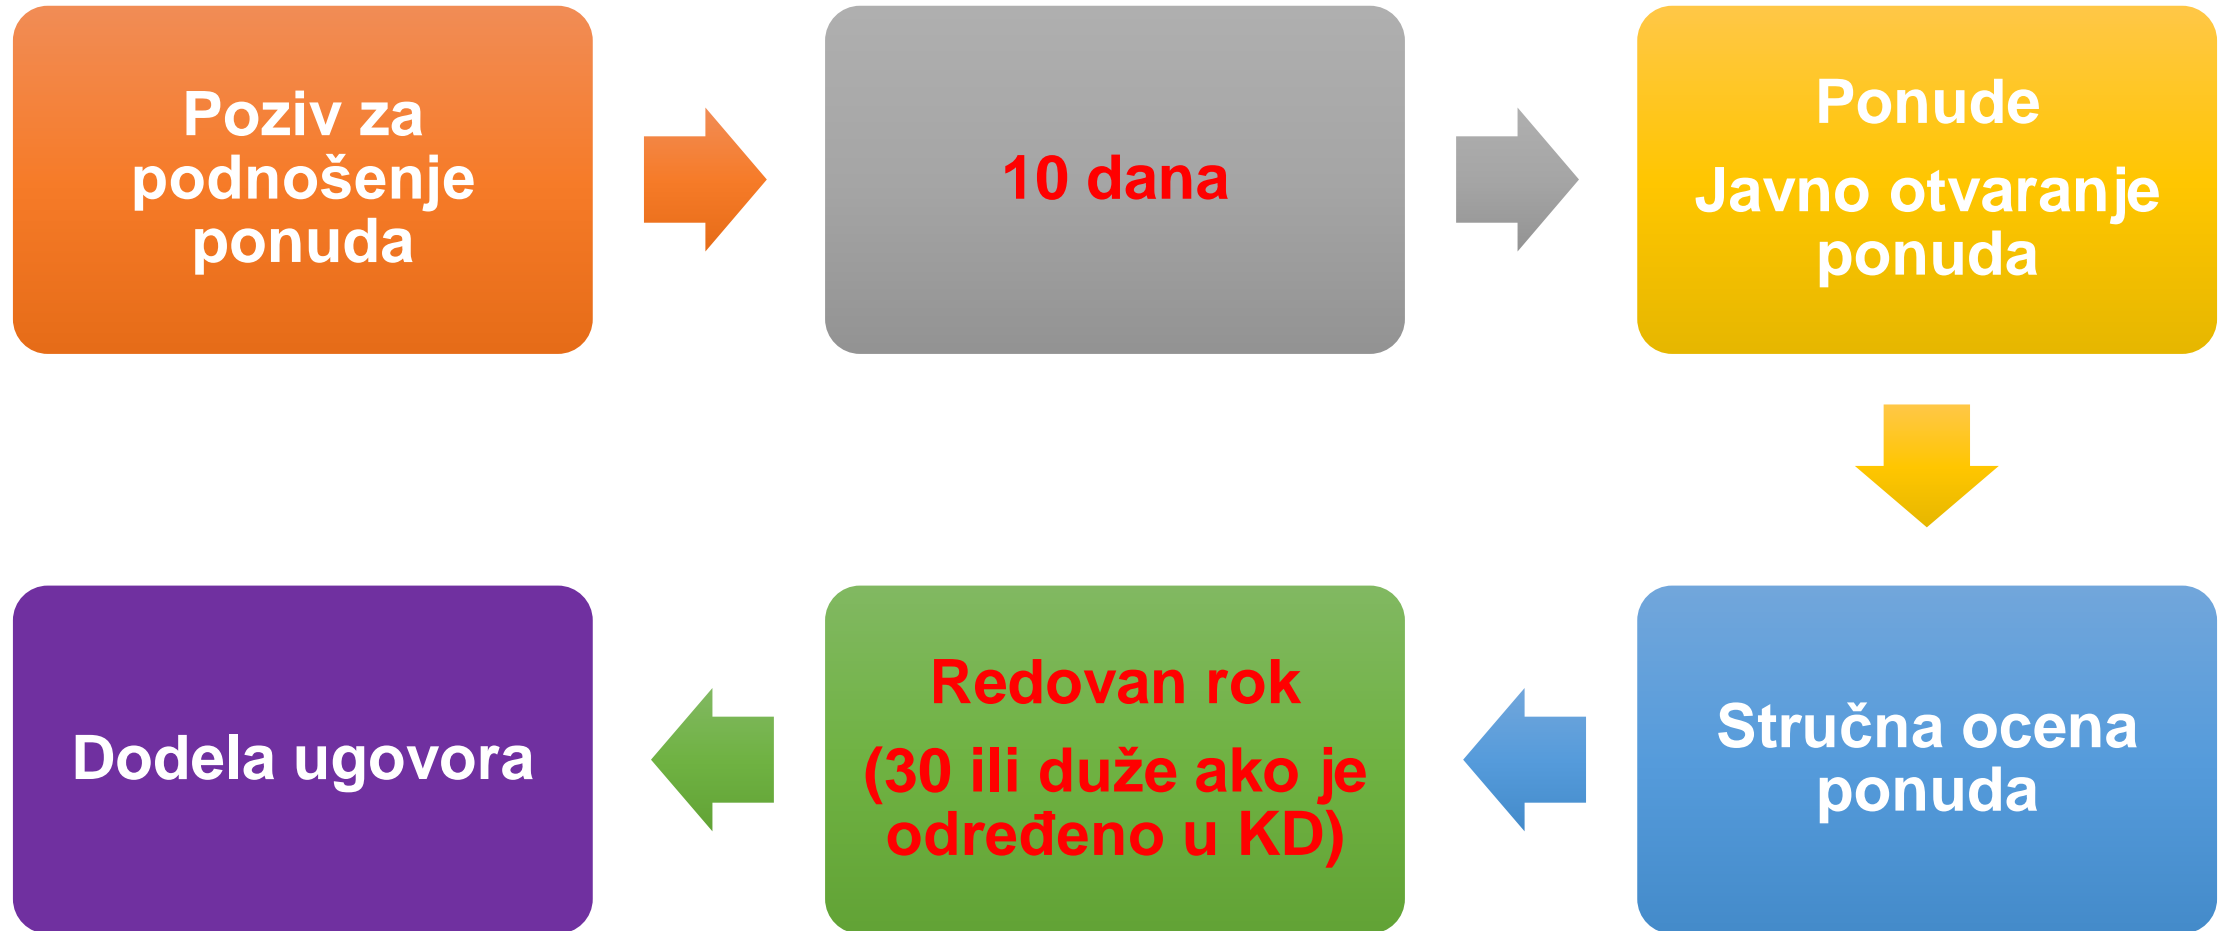 Poziv za
podnošenje
ponuda
10 dana
Ponude
Javno otvaranje
ponuda
Stručna ocena
ponuda
Redovan rok
(30 ili duže ako je
određeno u KD)
Dodela ugovora